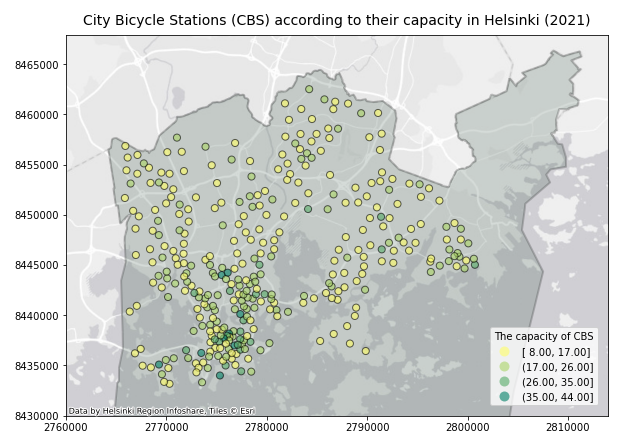 City Bicycle Stations (CBS) according to their capacity in Helsinki (2021)
8465000
8460000
8455000
8450000
8445000
8440000
8435000
8430000
The capacity of CBS
[ 8.00, 17.00]
(17.00, 26.00]
(26.00, 35.00]
(35.00, 44.00]
Data by Helsinki Region Infoshare, Tiles © Esri
2760000 2770000 2780000 2790000 2800000 2810000